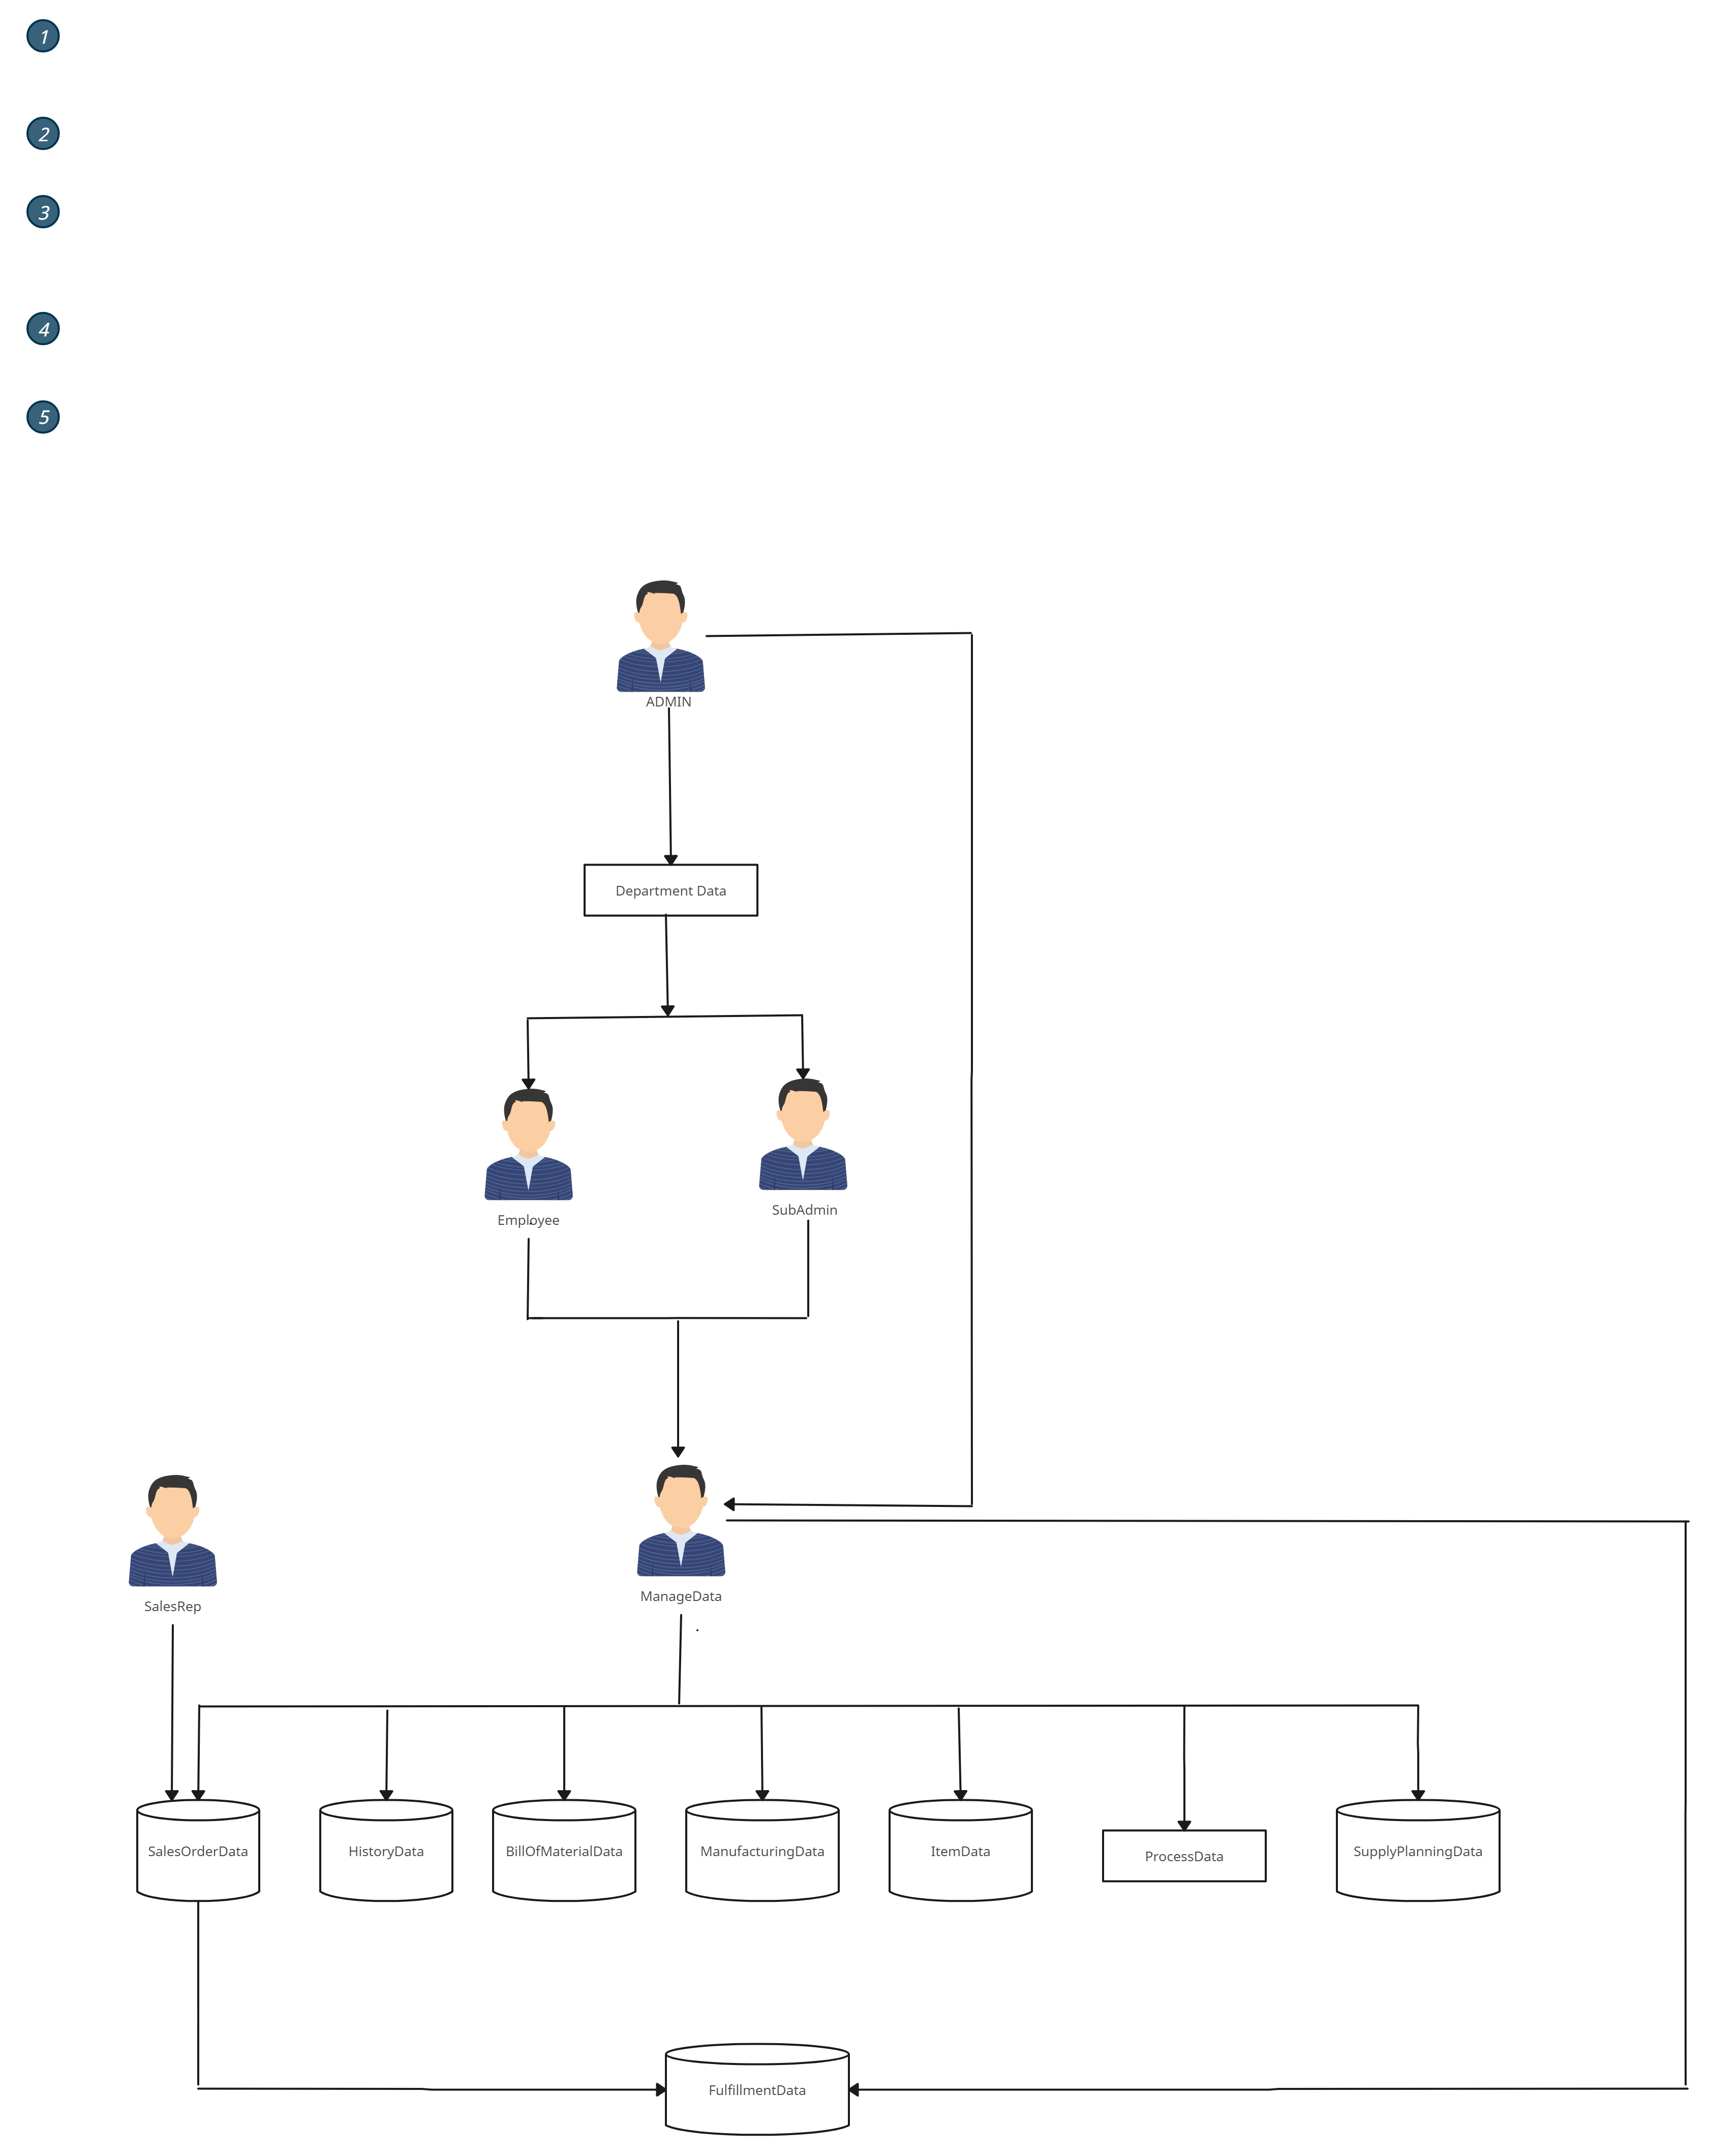 1
2
3
4
5
ADMIN
Department Data
Employee
SubAdmin
SalesRep
ManageData
SalesOrderData
HistoryData
BillOfMaterialData
ManufacturingData
ItemData
ProcessData
SupplyPlanningData
FulfillmentData